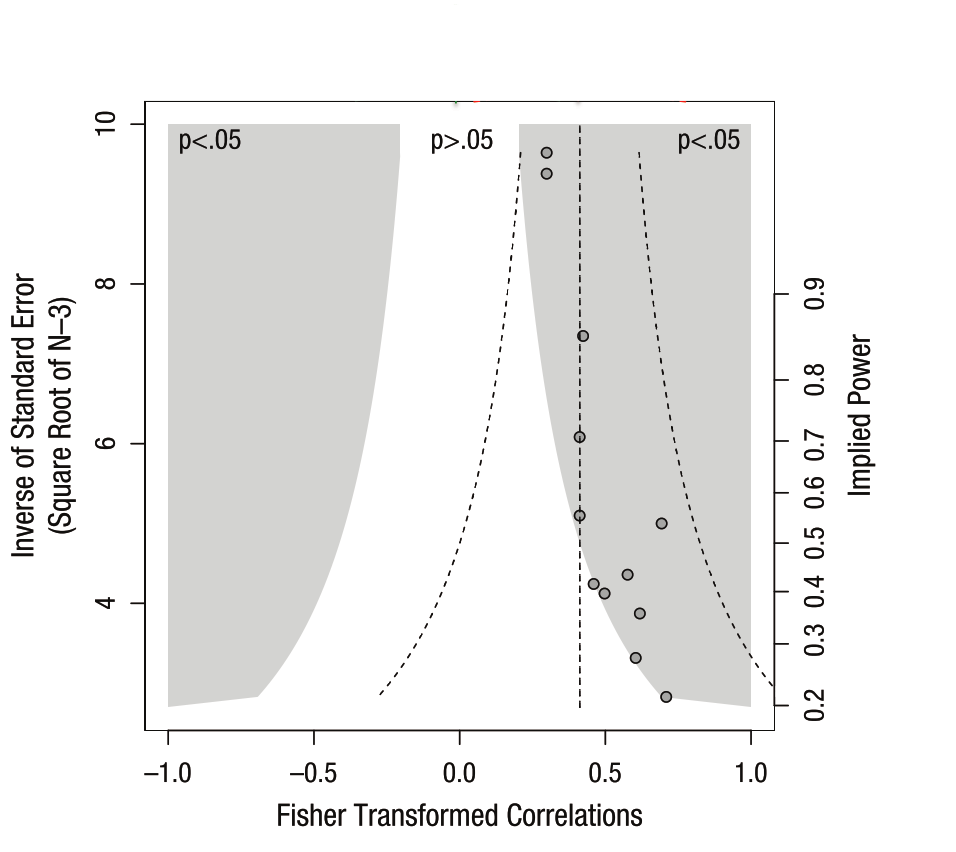 p<.05
p>.05
p<.05
10
8
6
4
Inverse of Standard Error
(Square Root of N–3)
0.9
0.8
0.7
0.6
0.5
0.4
0.3
0.2
Implied Power
–1.0
–0.5
0.0
0.5
1.0
Fisher Transformed Correlations